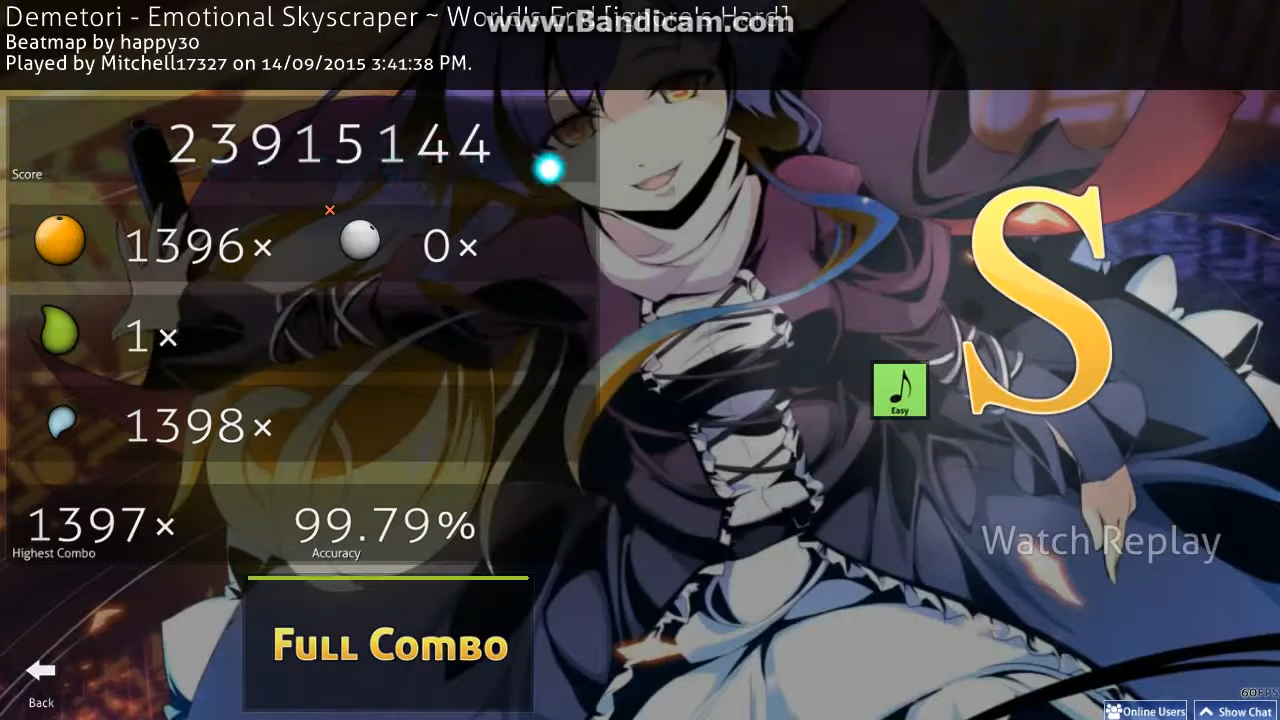 Demetori - Emotional Skyscraper ~ World's End [ignore's Hard]
www.Bandicam.com
Beatmap by happy30
Played by Mitchell17327 on 14/09/2015 3:41:38 PM.
23915144
Score
1396× 0×
1×
1398×
1397× 99.79%
Highest Combo Accuracy
Full Combo
S
Easy
Watch Replay
Back
60FPS
Online Users Show Chat